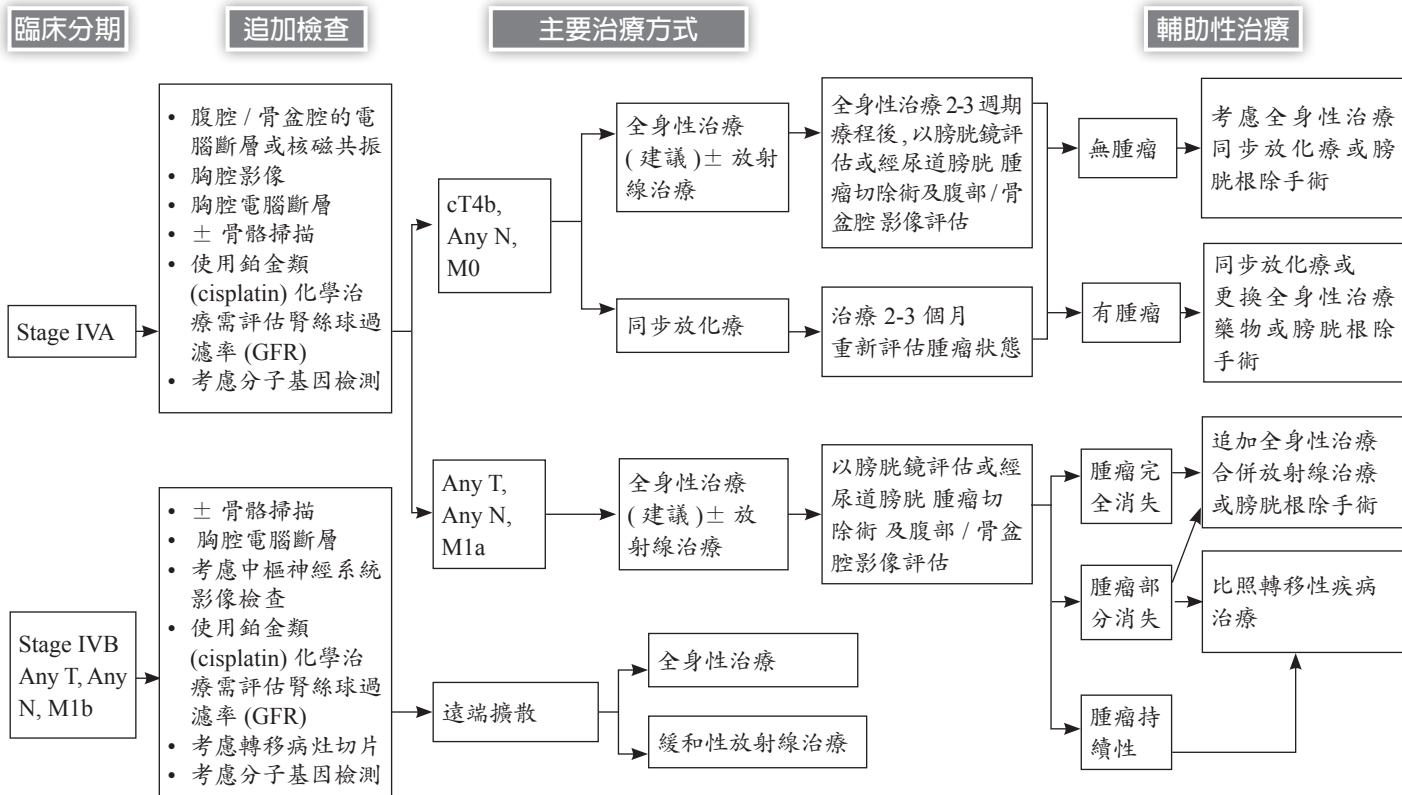 臨床分期
追加檢查
主要治療方式
輔助性治療
Stage IVA
• 腹腔 / 骨盆腔的電
腦斷層或核磁共振
• 胸腔影像
• 胸腔電腦斷層
• ± 骨骼掃描
• 使用鉑金類
(cisplatin) 化學治
療需評估腎絲球過
濾率 (GFR)
• 考慮分子基因檢測
cT4b,
Any N,
M0
全身性治療
( 建議 ) ± 放射
線治療
全身性治療 2-3 週期
療程後 , 以膀胱鏡評
估或經尿道膀胱 腫
瘤切除術及腹部 / 骨
盆腔影像評估
同步放化療
治療 2-3 個月
重新評估腫瘤狀態
無腫瘤
考慮全身性治療
同步放化療或膀
胱根除手術
有腫瘤
同步放化療或
更換全身性治療
藥物或膀胱根除
手術
Any T,
Any N,
M1a
全身性治療
( 建議 ) ± 放
射線治療
以膀胱鏡評估或經
尿道膀胱 腫瘤切
除術 及腹部 / 骨盆
腔影像評估
腫瘤完
全消失
追加全身性治療
合併放射線治療
或膀胱根除手術
腫瘤部
分消失
比照轉移性疾病
治療
腫瘤持
續性
Stage IVB
Any T, Any
N, M1b
• ± 骨骼掃描
• 胸腔電腦斷層
• 考慮中樞神經系統
影像檢查
• 使用鉑金類
(cisplatin) 化學治
療需評估腎絲球過
濾率 (GFR)
• 考慮轉移病灶切片
• 考慮分子基因檢測
遠端擴散
全身性治療
緩和性放射線治療